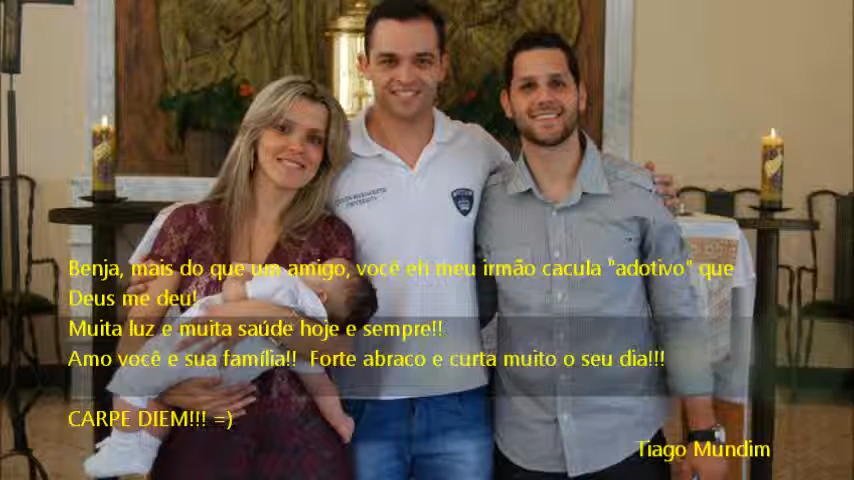 Benja, mais do que um amigo, você eh meu irmão cacula "adotivo" que
Deus me deu!
Muita luz e muita saúde hoje e sempre!!
Amo você e sua família!! Forte abraco e curta muito o seu dia!!!
CARPE DIEM!!! =)
Tiago Mundim